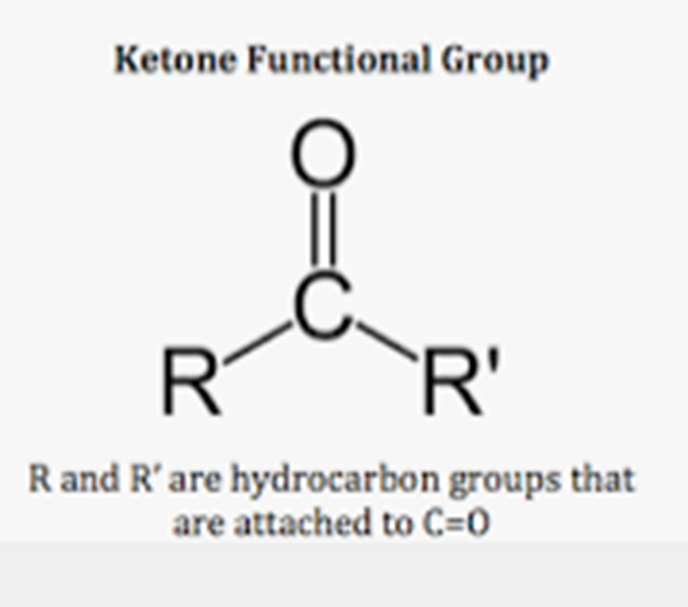 Ketone Functional Group
O
C
R R'
R and R′ are hydrocarbon groups that
are attached to C=O